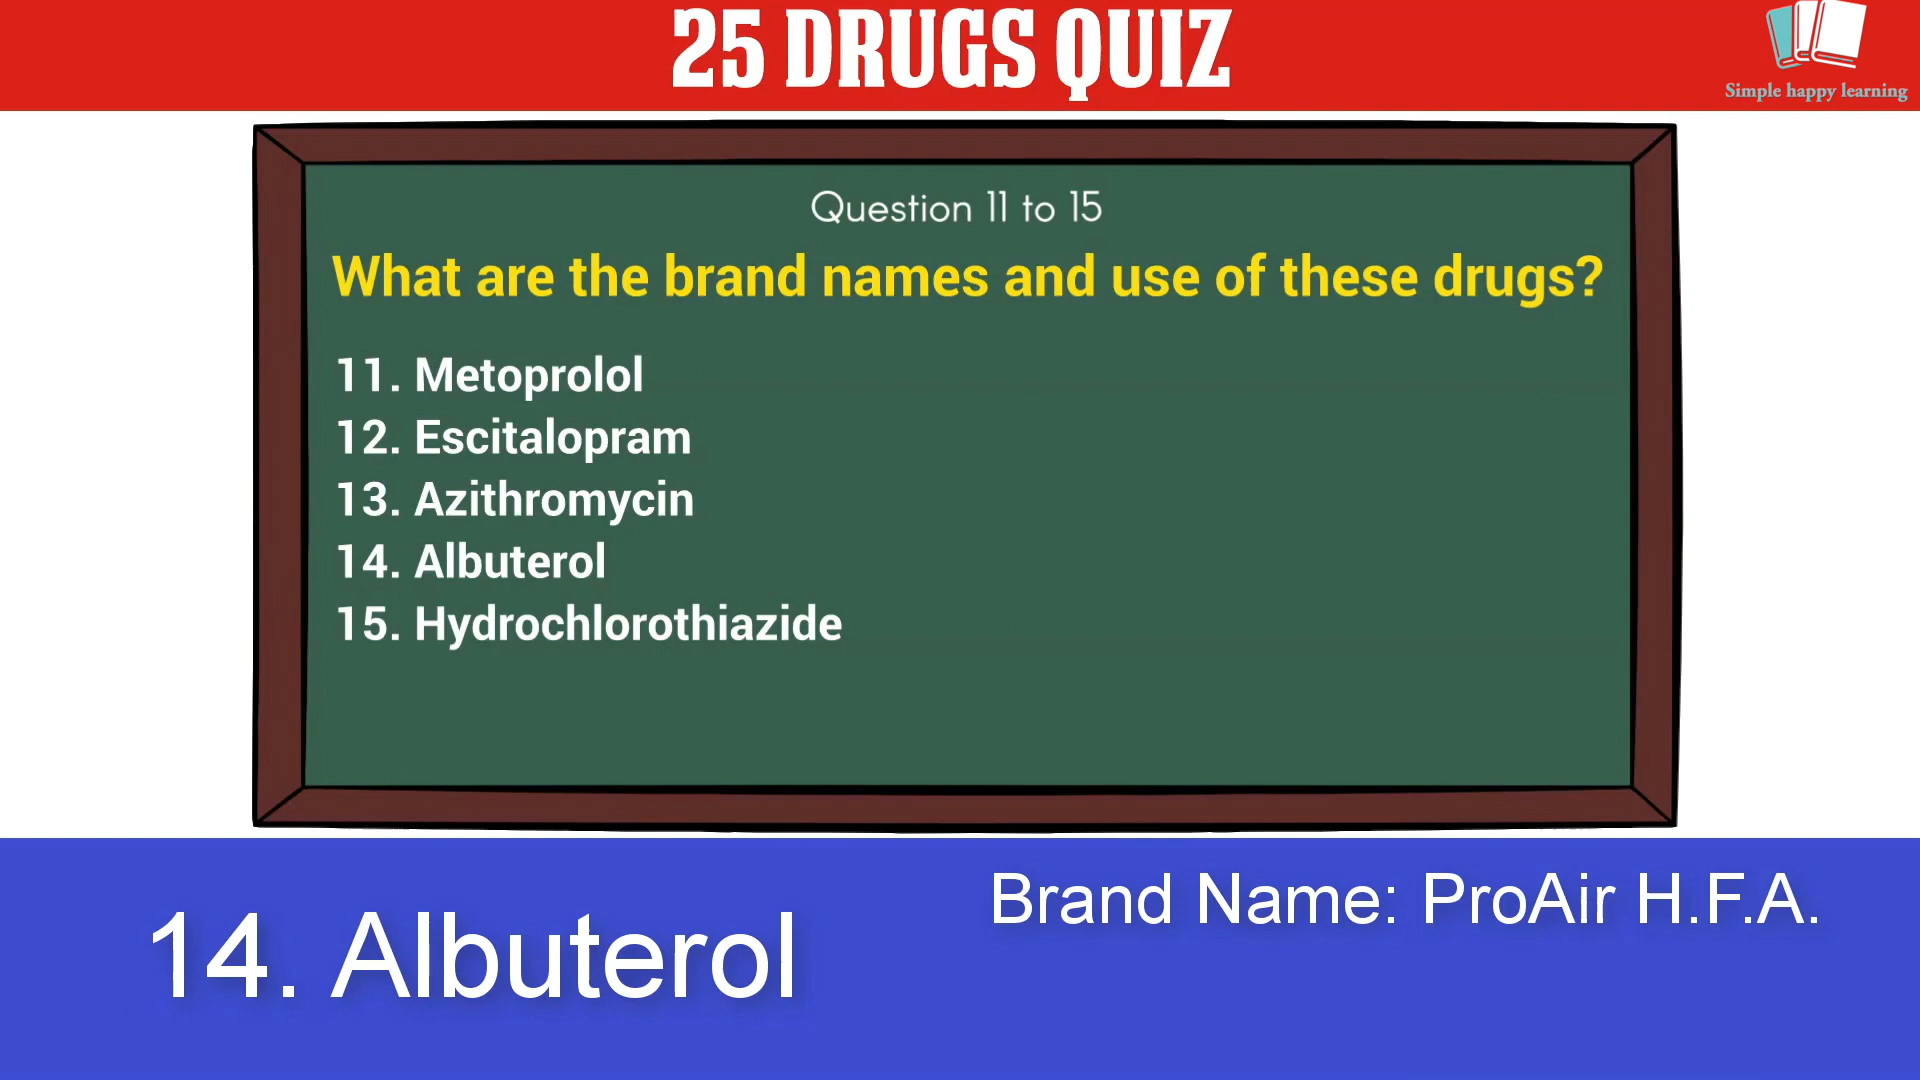 25 DRUGS QUIZ
Simple happy learning
Question 11 to 15
What are the brand names and use of these drugs?
11. Metoprolol
12. Escitalopram
13. Azithromycin
14. Albuterol
15. Hydrochlorothiazide
14. Albuterol
Brand Name: ProAir H.F.A.